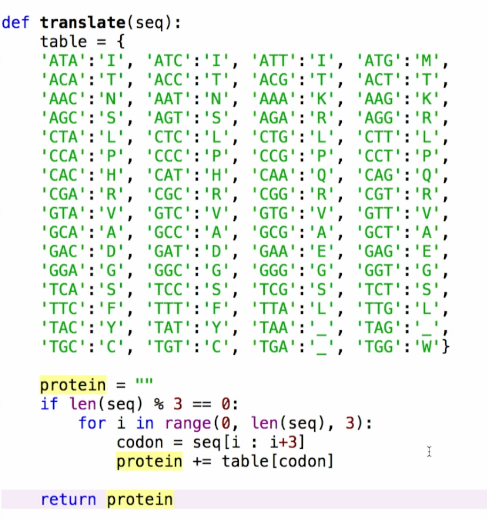 def translate(seq):
    table = {
    'ATA':'I', 'ATC':'I', 'ATT':'I', 'ATG':'M',
    'ACA':'T', 'ACC':'T', 'ACG':'T', 'ACT':'T',
    'AAC':'N', 'AAT':'N', 'AAA':'K', 'AAG':'K',
    'AGC':'S', 'AGT':'S', 'AGA':'R', 'AGG':'R',
    'CTA':'L', 'CTC':'L', 'CTG':'L', 'CTT':'L',
    'CCA':'P', 'CCC':'P', 'CCG':'P', 'CCT':'P',
    'CAC':'H', 'CAT':'H', 'CAA':'Q', 'CAG':'Q',
    'CGA':'R', 'CGC':'R', 'CGG':'R', 'CGT':'R',
    'GTA':'V', 'GTC':'V', 'GTG':'V', 'GTT':'V',
    'GCA':'A', 'GCC':'A', 'GCG':'A', 'GCT':'A',
    'GAC':'D', 'GAT':'D', 'GAA':'E', 'GAG':'E',
    'GGA':'G', 'GGC':'G', 'GGG':'G', 'GGT':'G',
    'TCA':'S', 'TCC':'S', 'TCG':'S', 'TCT':'S',
    'TTC':'F', 'TTT':'F', 'TTA':'L', 'TTG':'L',
    'TAC':'Y', 'TAT':'Y', 'TAA':'_', 'TAG':'_',
    'TGC':'C', 'TGT':'C', 'TGA':'_', 'TGG':'W'}
    protein = ""
    if len(seq) % 3 == 0:
        for i in range(0, len(seq), 3):
            codon = seq[i : i+3]
            protein += table[codon]
    return protein